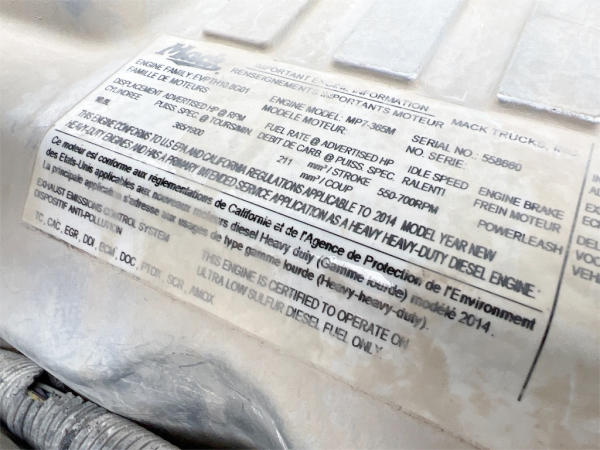 Mack
IMPORTANT ENGINE INFORMATION MACK TRUCKS,
RENSEIGNEMENTS IMPORTANTS MOTEUR
ENGINE FAMILY EVPTH10.8G01 ENGINE MODEL: MP7-365M SERIAL NO.: 558660
FAMILLE DE MOTEURS MODÈLE MOTEUR: NO. SERIE:
DISPLACEMENT ADVERTISED HP @ RPM FUEL RATE @ ADVERTISED HP IDLE SPEED ENGINE BRAKE
CYLINDREE PUISS. SPEC. @ TOURS/MIN DEBIT DE CARB. @ PUISS. SPEC. RALENTI FREIN MOTEUR
365/1500 211 mm³ / STROKE 550-700RPM POWERLEASH
mm³ / COUP
THIS ENGINE CONFORMS TO U.S EPA, AND CALIFORNIA REGULATIONS APPLICABLE TO 2014 MODEL YEAR NEW
HEAVY-DUTY ENGINES AND HAS A PRIMARY INTENDED SERVICE APPLICATION AS A HEAVY HEAVY-DUTY DIESEL ENGINE
Ce moteur est conforme aux réglementations de Californie et de l'Agence de Protection de l'Environment
des Etats-Unis applicables aux nouveaux moteurs diesel Heavy duty (Gamme lourde) modèle 2014.
La principale application s'adresse aux usages de type gamme lourde (Heavy-heavy-duty).
EXHAUST EMISSIONS CONTROL SYSTEM THIS ENGINE IS CERTIFIED TO OPERATE ON
DISPOSTIF ANTI-POLLUTION ULTRA LOW SULFUR DIESEL FUEL ONLY
TC, CAC, EGR, DDI, ECM, DOC, PTOX, SCR, AMOX